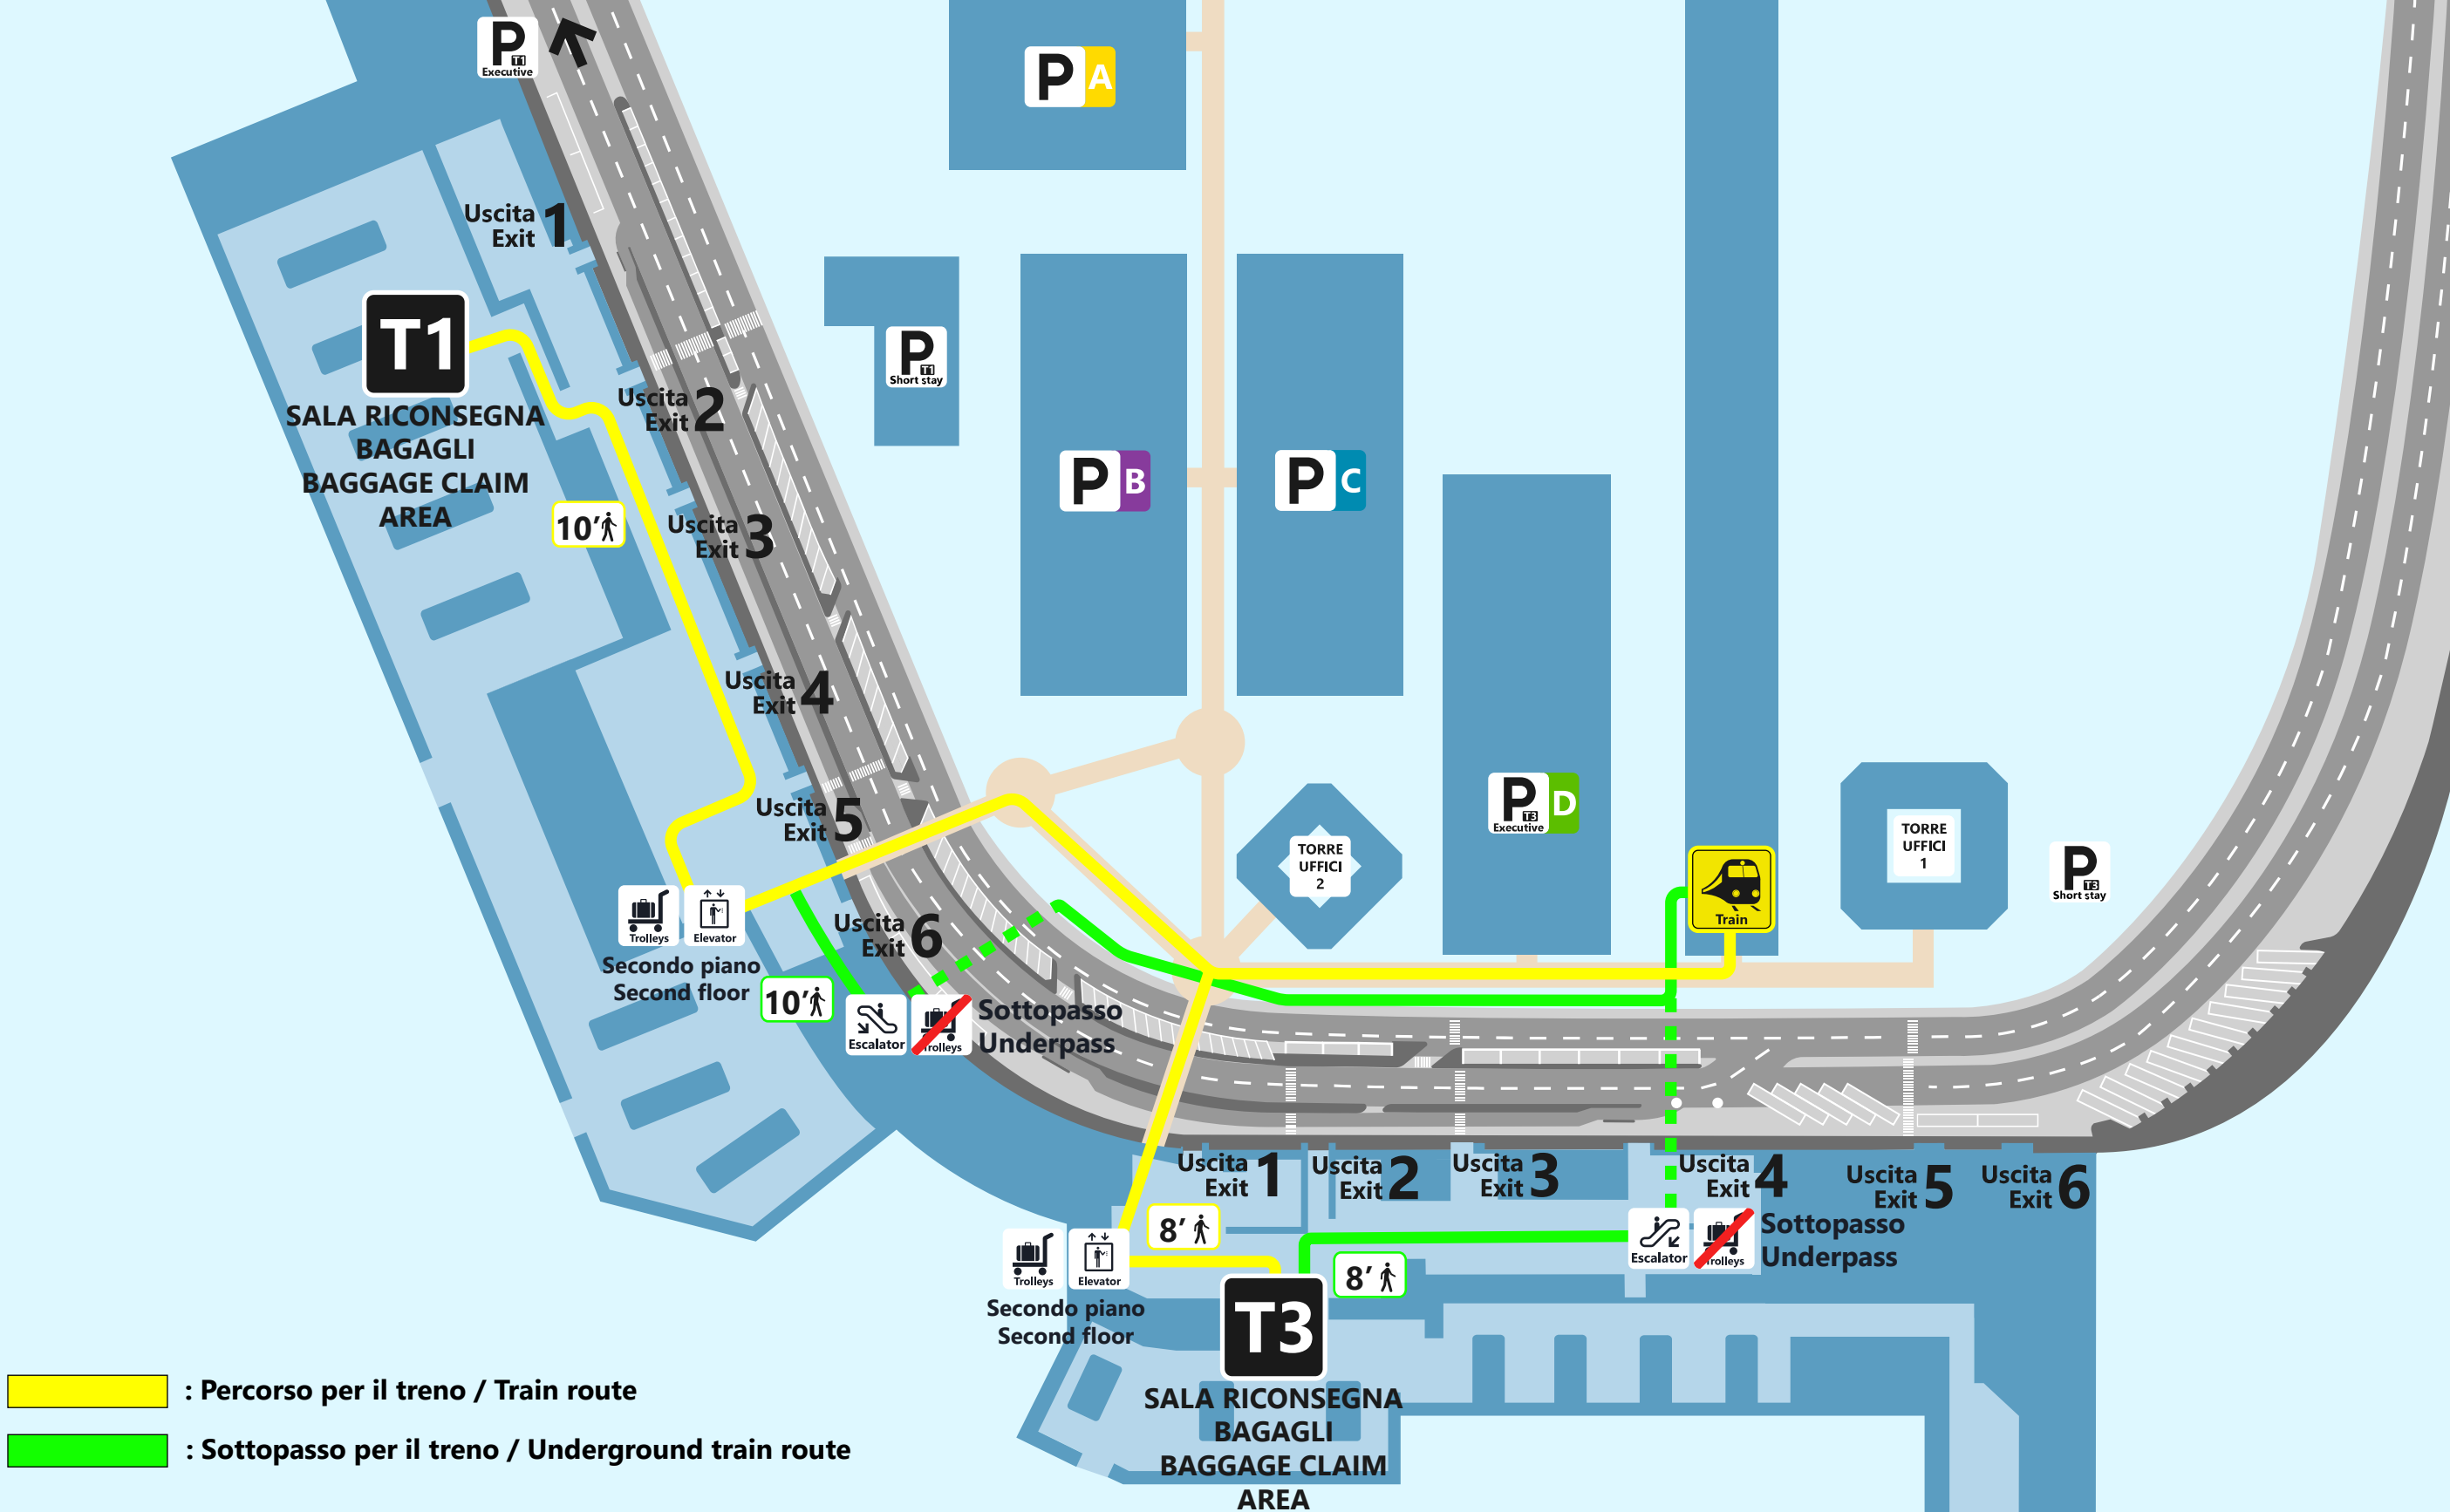 P
T1
Executive
P A
Uscita
Exit 1
T1
SALA RICONSEGNA
BAGAGLI
BAGGAGE CLAIM
AREA
P
T1
Short stay
Uscita
Exit 2
P B
P C
10’
Uscita
Exit 3
Uscita
Exit 4
Uscita
Exit 5
P D
T3
Executive
TORRE
UFFICI
2
Train
TORRE
UFFICI
1
P
T3
Short stay
Trolleys
Elevator
Secondo piano
Second floor
Uscita
Exit 6
10’
Escalator
Trolleys
Sottopasso
Underpass
Uscita
Exit 1
Uscita
Exit 2
Uscita
Exit 3
Uscita
Exit 4
Uscita
Exit 5
Uscita
Exit 6
8’
Trolleys
Elevator
Secondo piano
Second floor
8’
Escalator
Trolleys
Sottopasso
Underpass
T3
SALA RICONSEGNA
BAGAGLI
BAGGAGE CLAIM
AREA
: Percorso per il treno / Train route
: Sottopasso per il treno / Underground train route